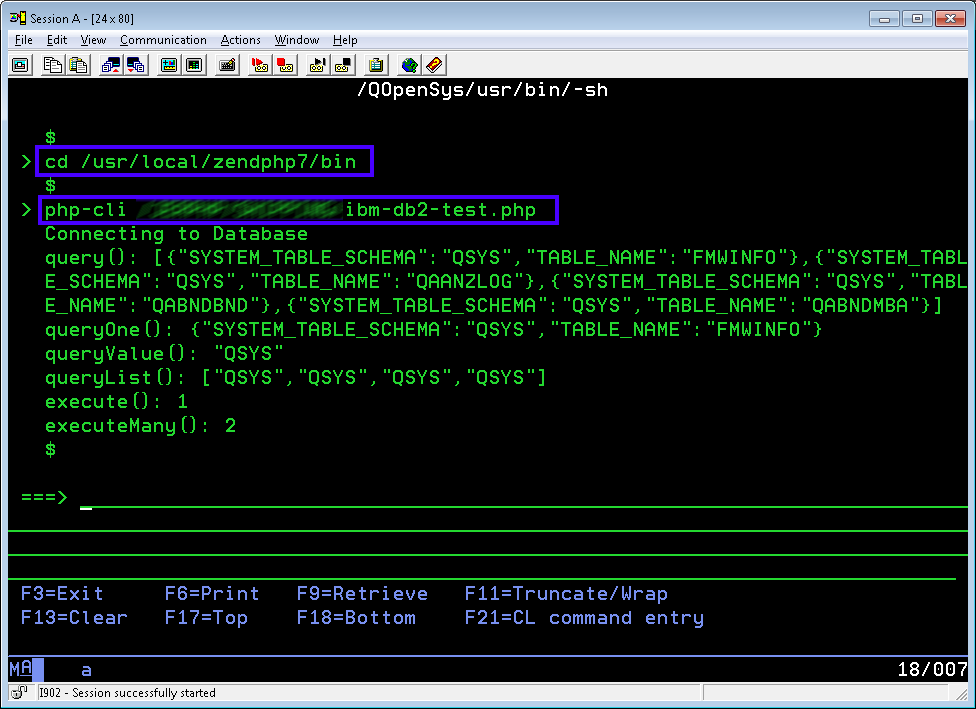 Session A - [24 x 80]
File Edit View Communication Actions Window Help
/QOpenSys/usr/bin/-sh
$
> cd /usr/local/zendphp7/bin
$
> php-cli ibm-db2-test.php
Connecting to Database
query(): [{"SYSTEM_TABLE_SCHEMA":"QSYS","TABLE_NAME":"FMWINFO"},{"SYSTEM_TABL
E_SCHEMA":"QSYS","TABLE_NAME":"QAANZLOG"},{"SYSTEM_TABLE_SCHEMA":"QSYS","TABL
E_NAME":"QABNDBND"},{"SYSTEM_TABLE_SCHEMA":"QSYS","TABLE_NAME":"QABNDMBA"}]
queryOne(): {"SYSTEM_TABLE_SCHEMA":"QSYS","TABLE_NAME":"FMWINFO"}
queryValue(): "QSYS"
queryList(): ["QSYS","QSYS","QSYS","QSYS"]
execute(): 1
executeMany(): 2
$
===> _
F3=Exit F6=Print F9=Retrieve F11=Truncate/Wrap
F13=Clear F17=Top F18=Bottom F21=CL command entry
MA a 18/007
I902 - Session successfully started